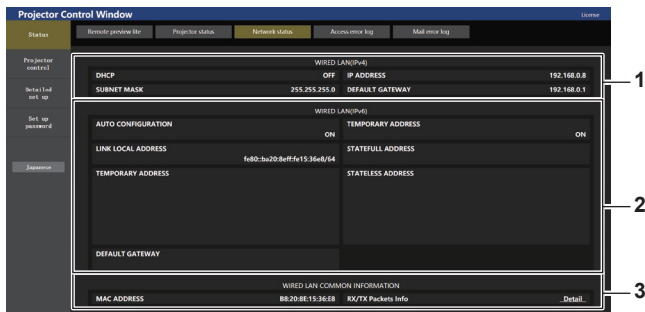 Projector Control Window
License
Status
Remote preview lite
Projector status
Network status
Access error log
Mail error log
Projector
control
Detailed
set up
Set up
password
Japanese
WIRED LAN(IPv4)
DHCP OFF IP ADDRESS 192.168.0.8
SUBNET MASK 255.255.255.0 DEFAULT GATEWAY 192.168.0.1
1
WIRED LAN(IPv6)
AUTO CONFIGURATION TEMPORARY ADDRESS
ON ON
LINK LOCAL ADDRESS STATEFULL ADDRESS
fe80::ba20:8eff:fe15:36e8/64
TEMPORARY ADDRESS STATELESS ADDRESS
2
DEFAULT GATEWAY
WIRED LAN COMMON INFORMATION
3
MAC ADDRESS B8:20:8E:15:36:E8 RX/TX Packets Info Detail